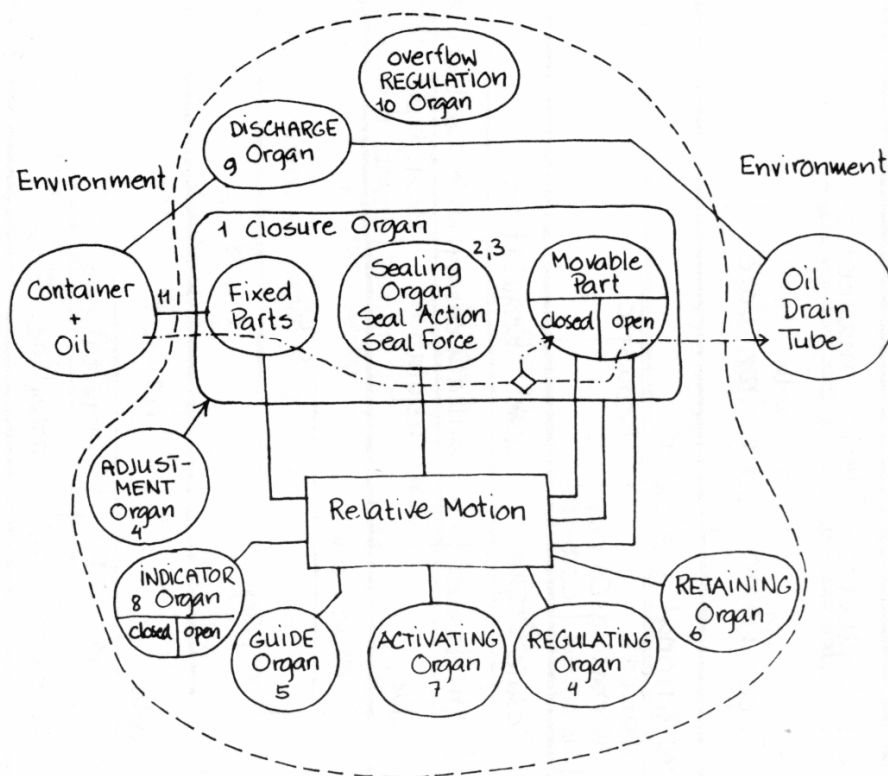 Overflow
REGULATION
10 Organ
DISCHARGE
9 Organ
Environment
Environment
1 Closure Organ
2,3
Container
+
Oil
11
Fixed
Parts
Sealing
Organ
Seal Action
Seal Force
Movable
Part
closed open
Oil
Drain
Tube
ADJUST-
MENT
Organ
4
Relative Motion
INDICATOR
8 Organ
closed open
GUIDE
Organ
5
ACTIVATING
Organ
7
REGULATING
Organ
4
RETAINING
Organ
6